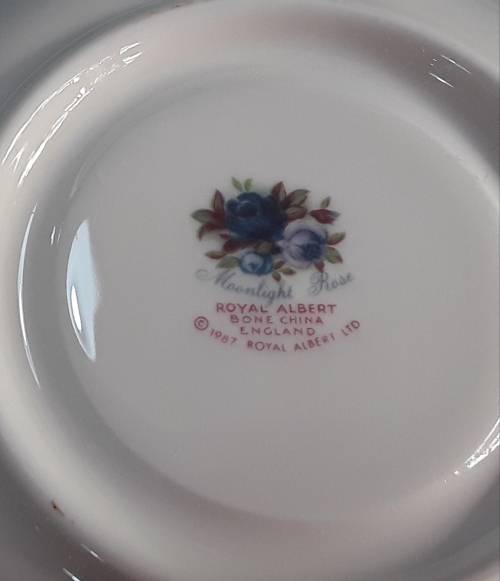 Moonlight Rose
ROYAL ALBERT
BONE CHINA
ENGLAND
© 1987 ROYAL ALBERT LTD